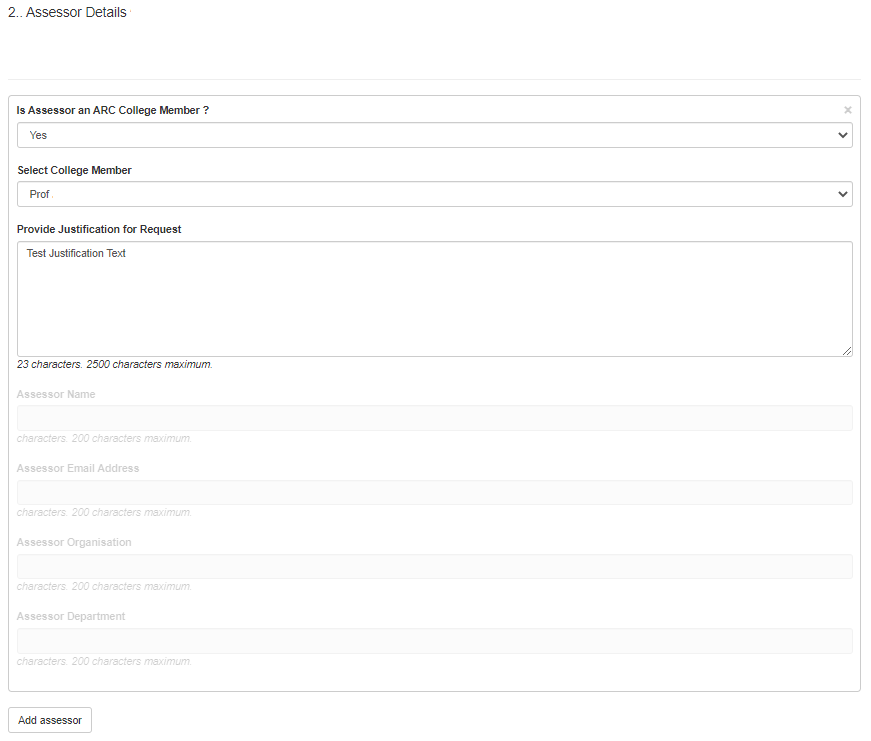 2.. Assessor Details
Is Assessor an ARC College Member ?
×
Yes
Select College Member
Prof
Provide Justification for Request
Test Justification Text
23 characters. 2500 characters maximum.
Assessor Name
characters. 200 characters maximum.
Assessor Email Address
characters. 200 characters maximum.
Assessor Organisation
characters. 200 characters maximum.
Assessor Department
characters. 200 characters maximum.
Add assessor